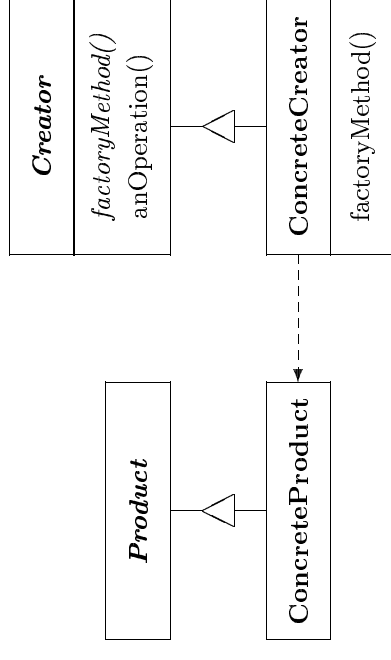 Product
ConcreteProduct
Creator
factoryMethod()
anOperation()
ConcreteCreator
factoryMethod()